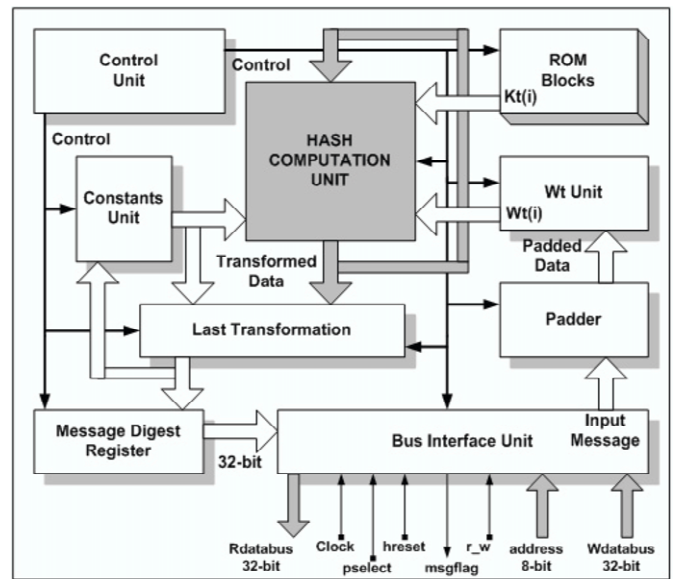 Control
Unit
Control
ROM
Blocks
Kt(i)
HASH
COMPUTATION
UNIT
Control
Constants
Unit
Wt Unit
Wt(i)
Padded
Data
Transformed
Data
Last Transformation
Padder
Message Digest
Register
32-bit
Bus Interface Unit
Input
Message
Rdatabus
32-bit
Clock
pselect
hreset
msgflag
r_w
address
8-bit
Wdatabus
32-bit